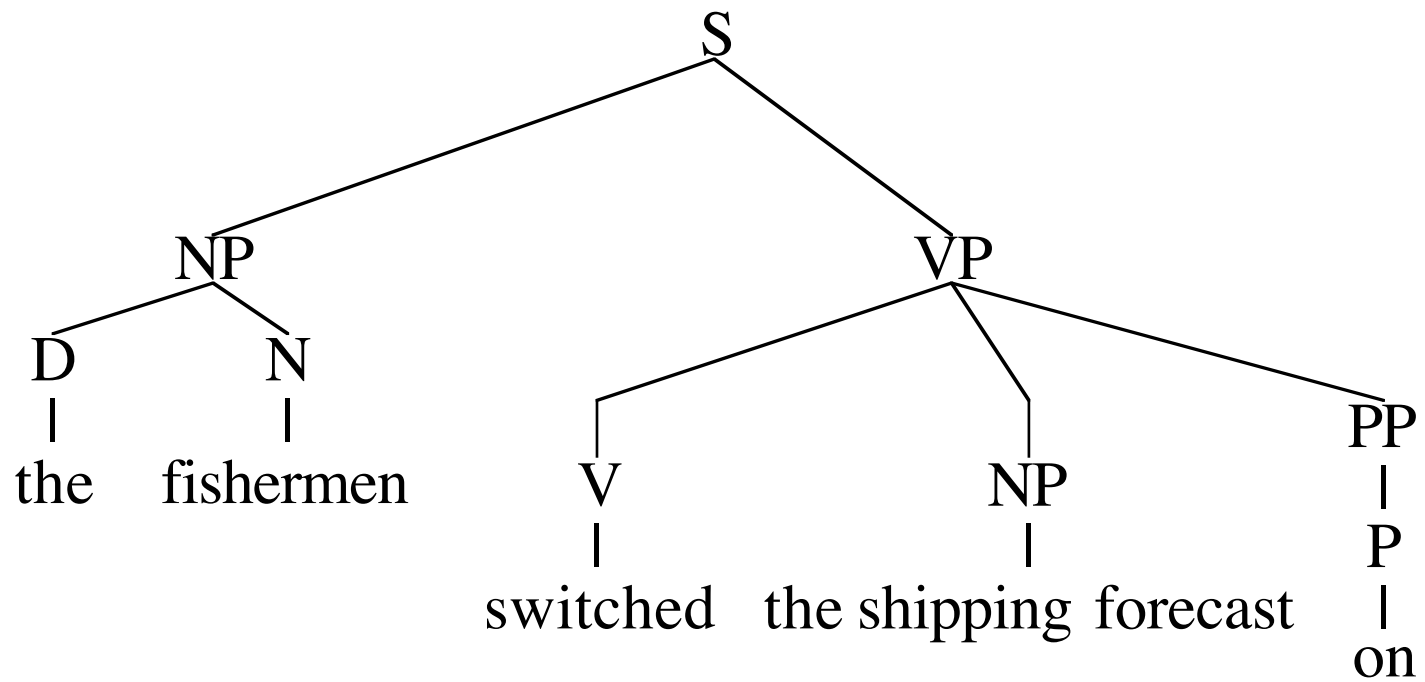 S
NP VP
D N
PP
the fishermen V NP
P
switched the shipping forecast
on